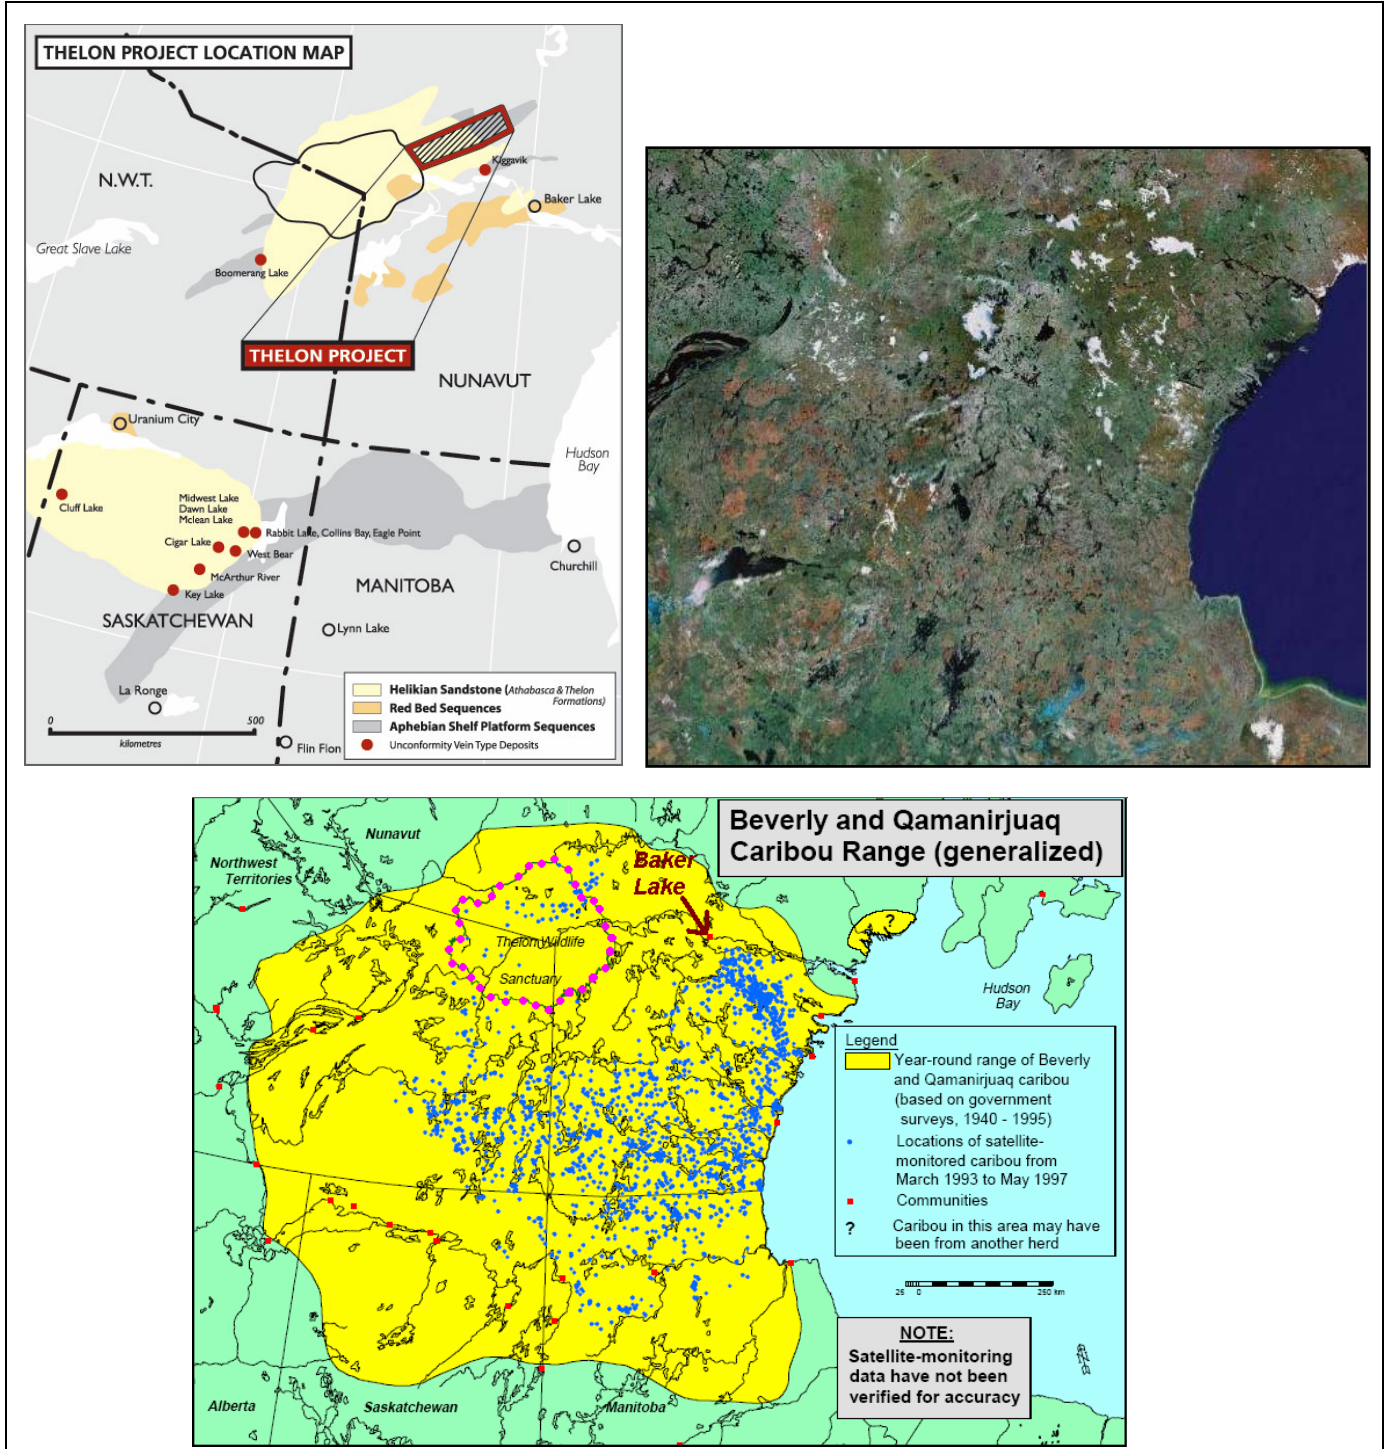 THELON PROJECT LOCATION MAP
N.W.T.
Kiggavik
Baker Lake
Great Slave Lake
Boomerang Lake
THELON PROJECT
NUNAVUT
Uranium City
Hudson
Bay
Cluff Lake
Midwest Lake
Dawn Lake
Mclean Lake
Rabbit Lake, Collins Bay, Eagle Point
Cigar Lake
West Bear
McArthur River
Key Lake
Churchill
MANITOBA
SASKATCHEWAN
Lynn Lake
La Ronge
0 500
kilometres
Flin Flon
Helikian Sandstone (Athabasca & Thelon
Formations)
Red Bed Sequences
Aphebian Shelf Platform Sequences
Unconformity Vein Type Deposits
Beverly and Qamanirjuaq
Caribou Range (generalized)
Nunavut
Northwest
Territories
Baker
Lake
Thelon Wildlife
Sanctuary
?
Hudson
Bay
Legend
Year-round range of Beverly
and Qamanirjuaq caribou
(based on government
surveys, 1940 - 1995)
Locations of satellite-
monitored caribou from
March 1993 to May 1997
Communities
? Caribou in this area may have
been from another herd
25 0 250 km
NOTE:
Satellite-monitoring
data have not been
verified for accuracy
Alberta
Saskatchewan
Manitoba